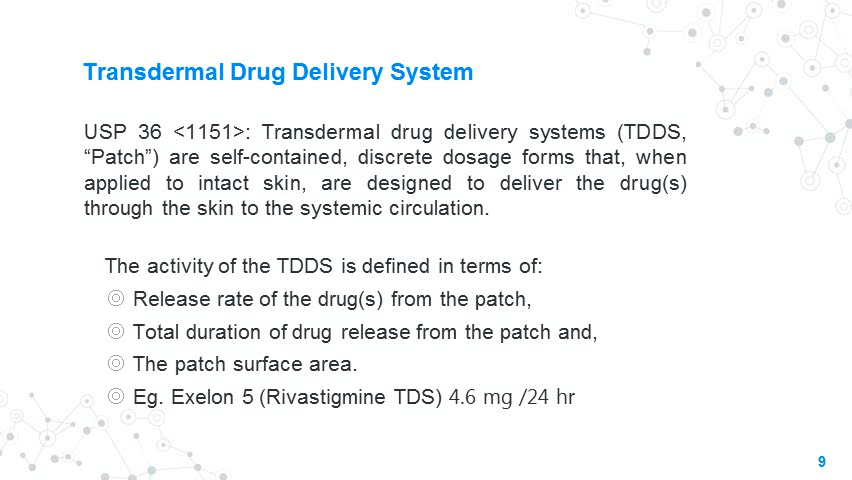 Transdermal Drug Delivery System
USP 36 <1151>: Transdermal drug delivery systems (TDDS,
“Patch”) are self-contained, discrete dosage forms that, when
applied to intact skin, are designed to deliver the drug(s)
through the skin to the systemic circulation.
The activity of the TDDS is defined in terms of:
Release rate of the drug(s) from the patch,
Total duration of drug release from the patch and,
The patch surface area.
Eg. Exelon 5 (Rivastigmine TDS) 4.6 mg /24 hr
9